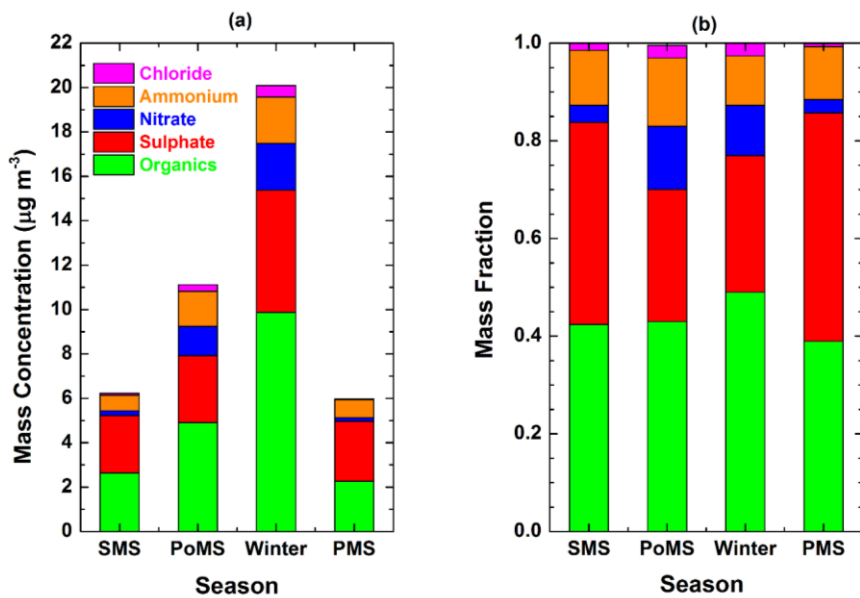 (a)
22
20
18
16
14
12
10
8
6
4
2
0
Mass Concentration (μg m⁻³)
Chloride
Ammonium
Nitrate
Sulphate
Organics
SMS PoMS Winter PMS
Season
(b)
1.0
0.8
0.6
0.4
0.2
0.0
Mass Fraction
SMS PoMS Winter PMS
Season